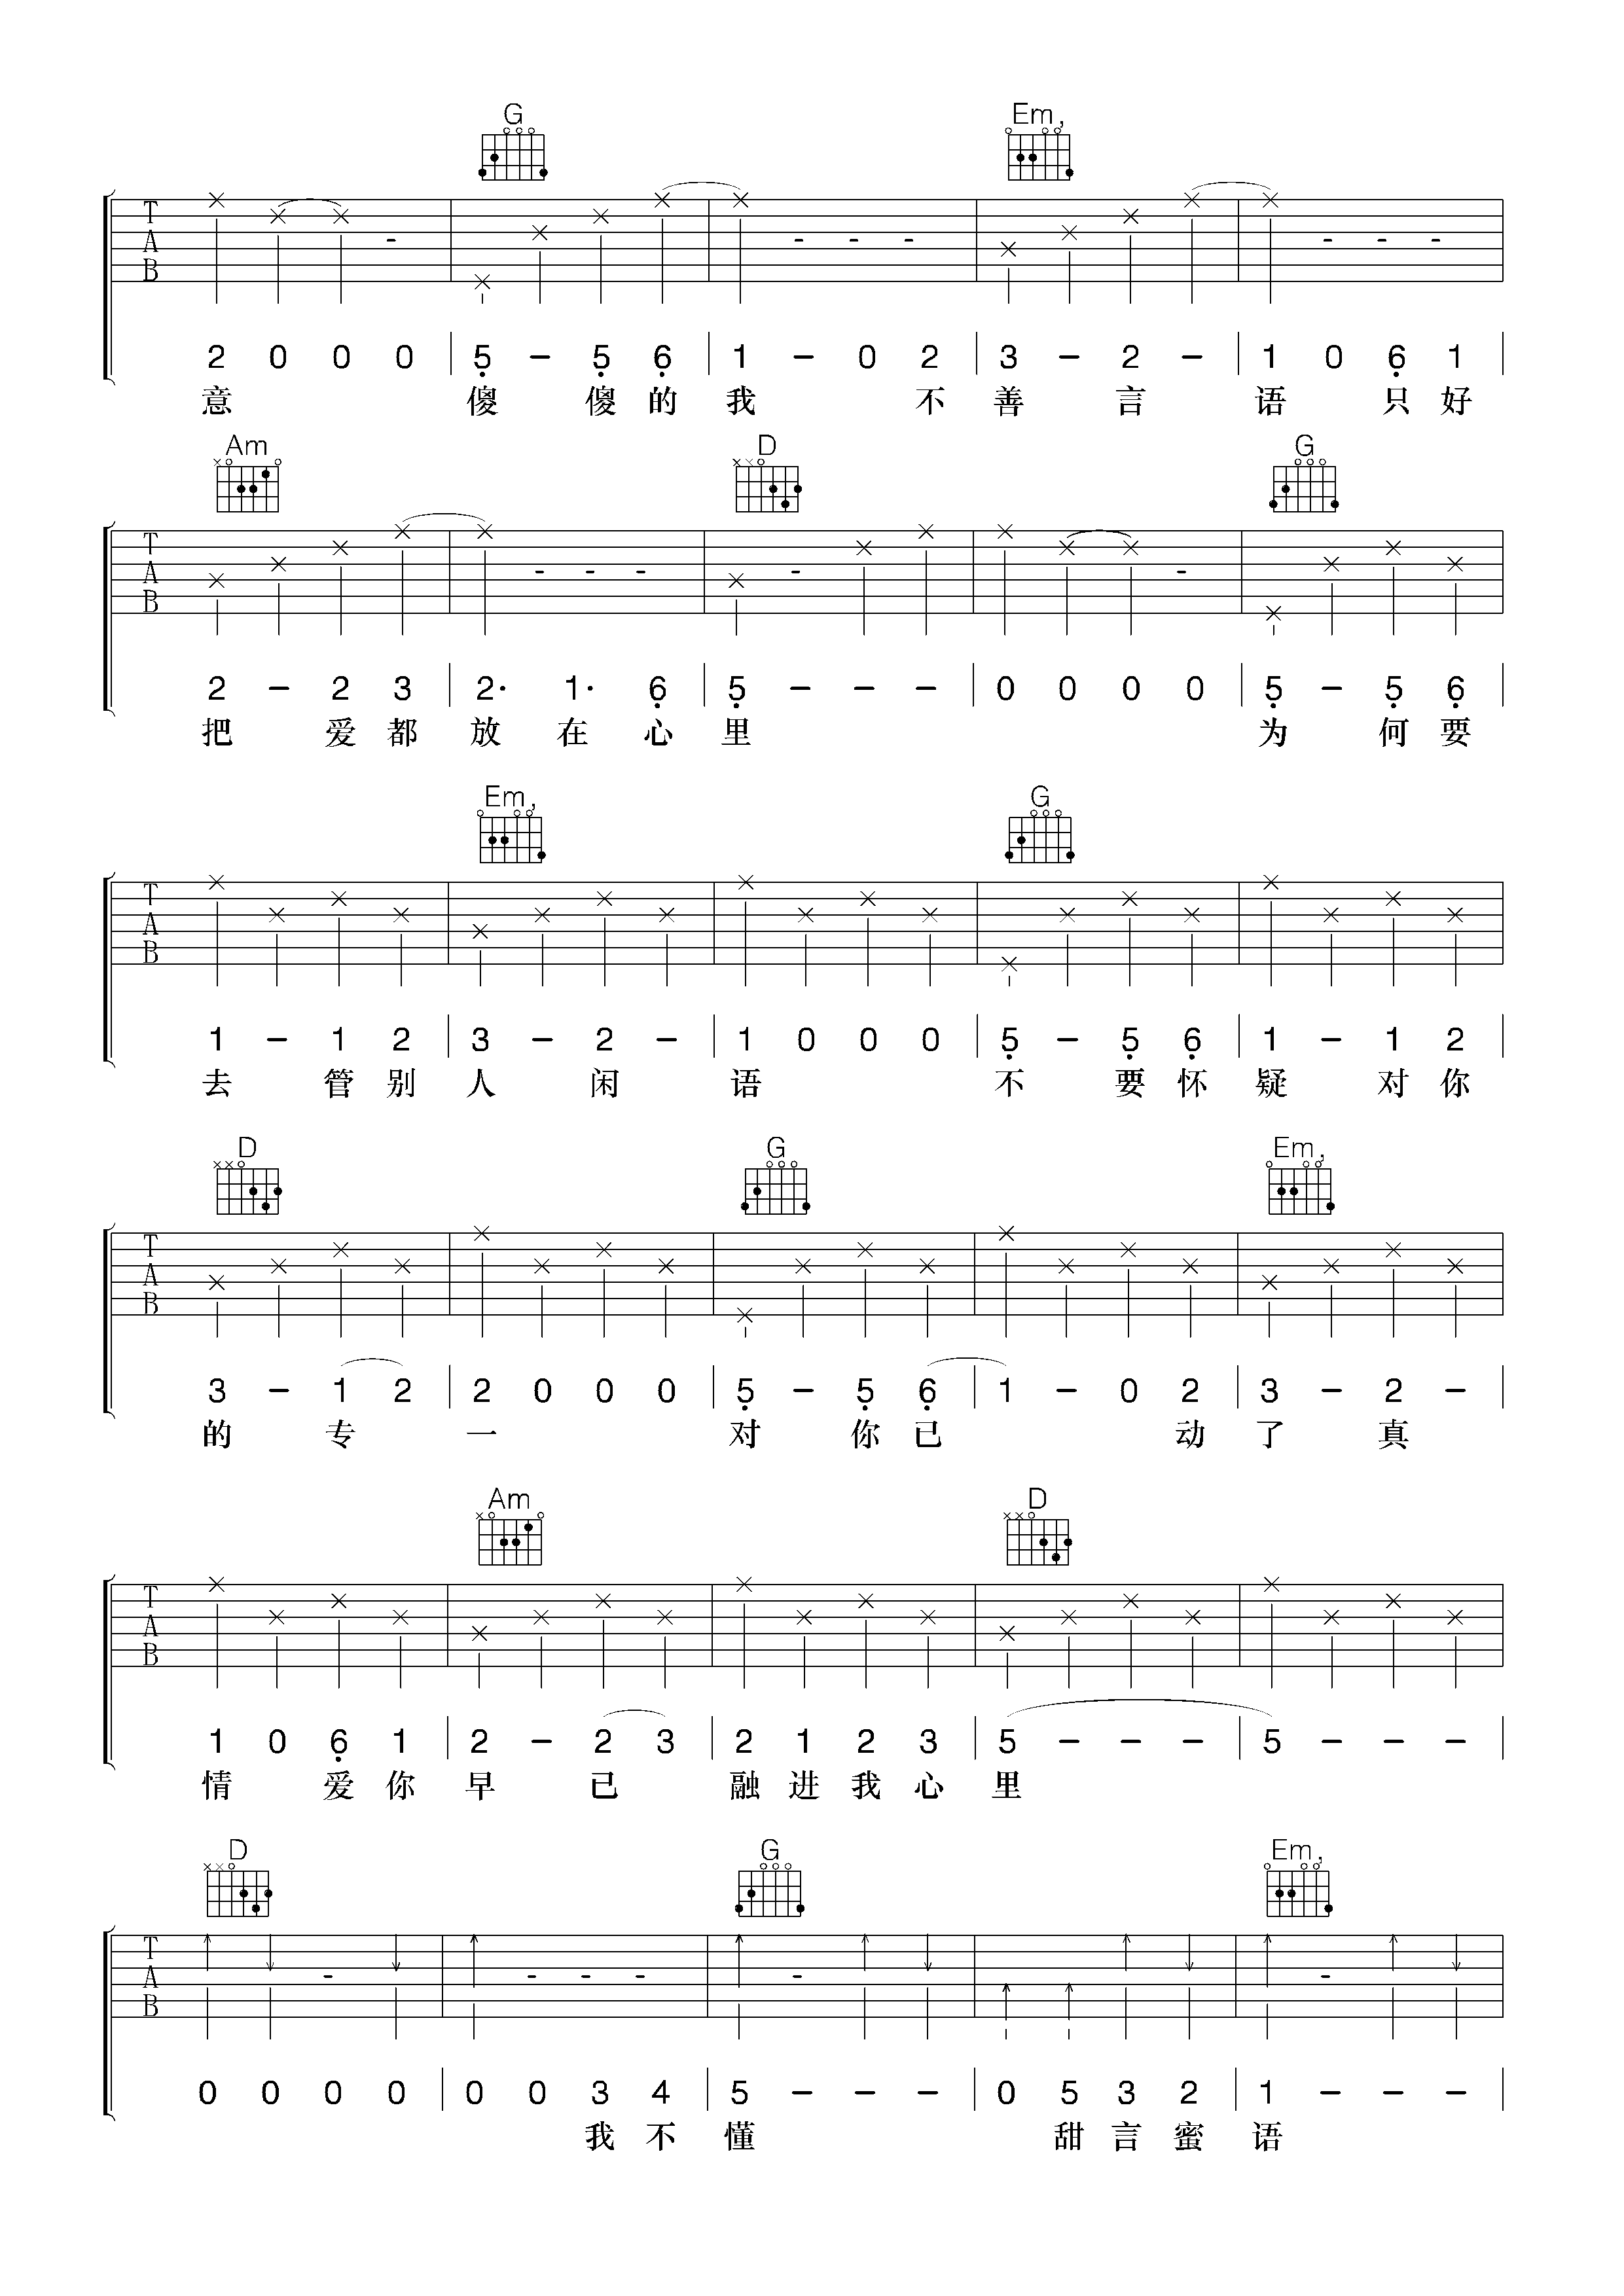 G Em,
T A B
2 0 0 0 | 5̣ – 5̣ 6̣ | 1 – 0 2 | 3 – 2 – | 1 0 6̣ 1 |
意 傻 傻 的 我 不 善 言 语 只 好
Am D G
T A B
2 – 2 3 | 2· 1· 6̣ | 5̣ – – – | 0 0 0 0 | 5̣ – 5̣ 6̣ |
把 爱 都 放 在 心 里 为 何 要
Em, G
T A B
1 – 1 2 | 3 – 2 – | 1 0 0 0 | 5̣ – 5̣ 6̣ | 1 – 1 2 |
去 管 别 人 闲 语 不 要 怀 疑 对 你
D G Em,
T A B
3 – 1 2 | 2 0 0 0 | 5̣ – 5̣ 6̣ | 1 – 0 2 | 3 – 2 – |
的 专 一 对 你 已 动 了 真
Am D
T A B
1 0 6̣ 1 | 2 – 2 3 | 2 1 2 3 | 5 – – – | 5 – – – |
情 爱 你 早 已 融 进 我 心 里
D G Em,
T A B
0 0 0 0 | 0 0 3 4 | 5 – – – | 0 5 3 2 | 1 – – – |
我 不 懂 甜 言 蜜 语